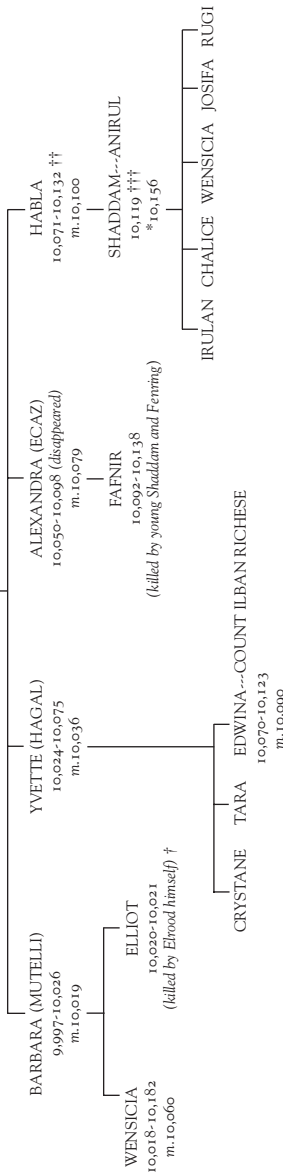 BARBARA (MUTELLI)
9,997-10,026
m.10,019
WENSICIA
10,018-10,182
m.10,060
ELLIOT
10,020-10,021
(killed by Elrood himself) †
YVETTE (HAGAL)
10,024-10,075
m.10,036
CRYSTANE
TARA
EDWINA---COUNT ILBAN RICHESE
10,070-10,123
m.10,090
ALEXANDRA (ECAZ)
10,050-10,098 (disappeared)
m.10,079
FAFNIR
10,092-10,138
(killed by young Shaddam and Fenring)
HABLA
10,071-10,132 ††
m.10,100
SHADDAM---ANIRUL
10,119 †††
*10,156
IRULAN
CHALICE
WENSICIA
JOSIFA
RUGI